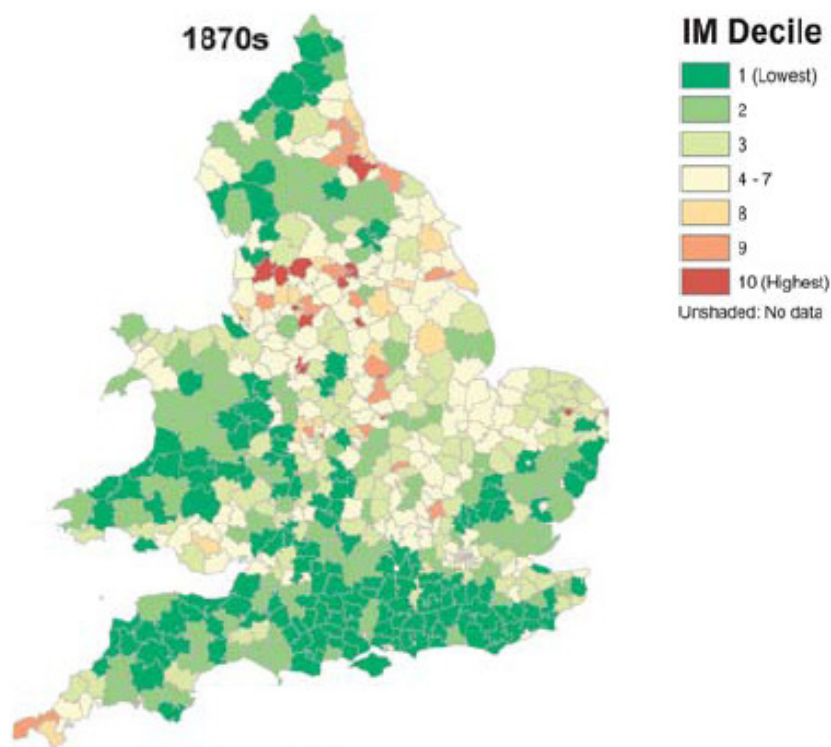 1870s
IM Decile
1 (Lowest)
2
3
4 - 7
8
9
10 (Highest)
Unshaded: No data